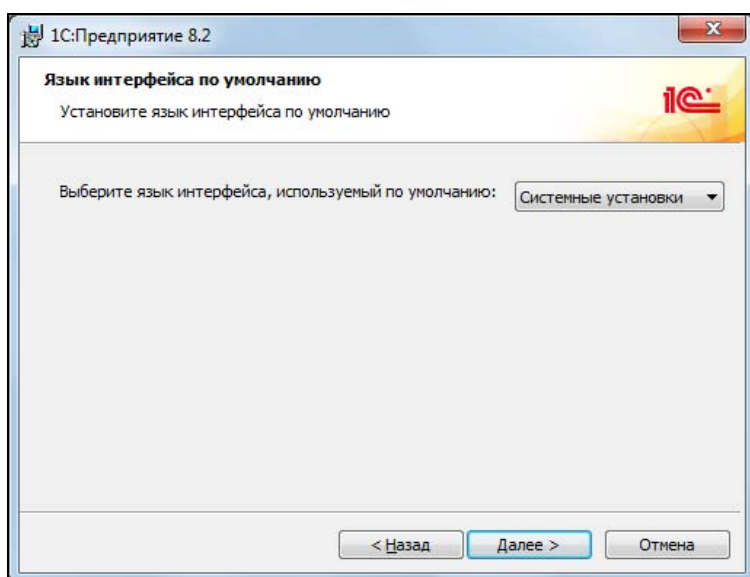 1С:Предприятие 8.2
Язык интерфейса по умолчанию
Установите язык интерфейса по умолчанию
1С
Выберите язык интерфейса, используемый по умолчанию: Системные установки
< Назад Далее > Отмена